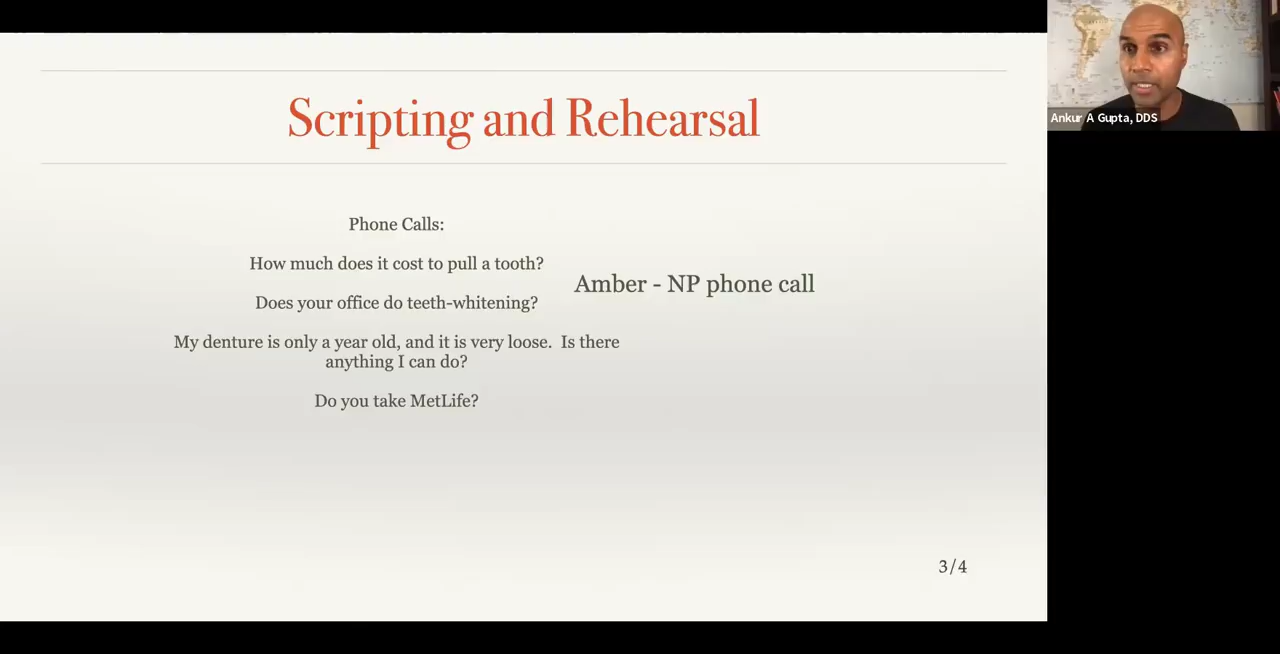 Scripting and Rehearsal
Phone Calls:
How much does it cost to pull a tooth?
Does your office do teeth-whitening?
My denture is only a year old, and it is very loose.  Is there
anything I can do?
Do you take MetLife?
Amber - NP phone call
3/4
Ankur A Gupta, DDS